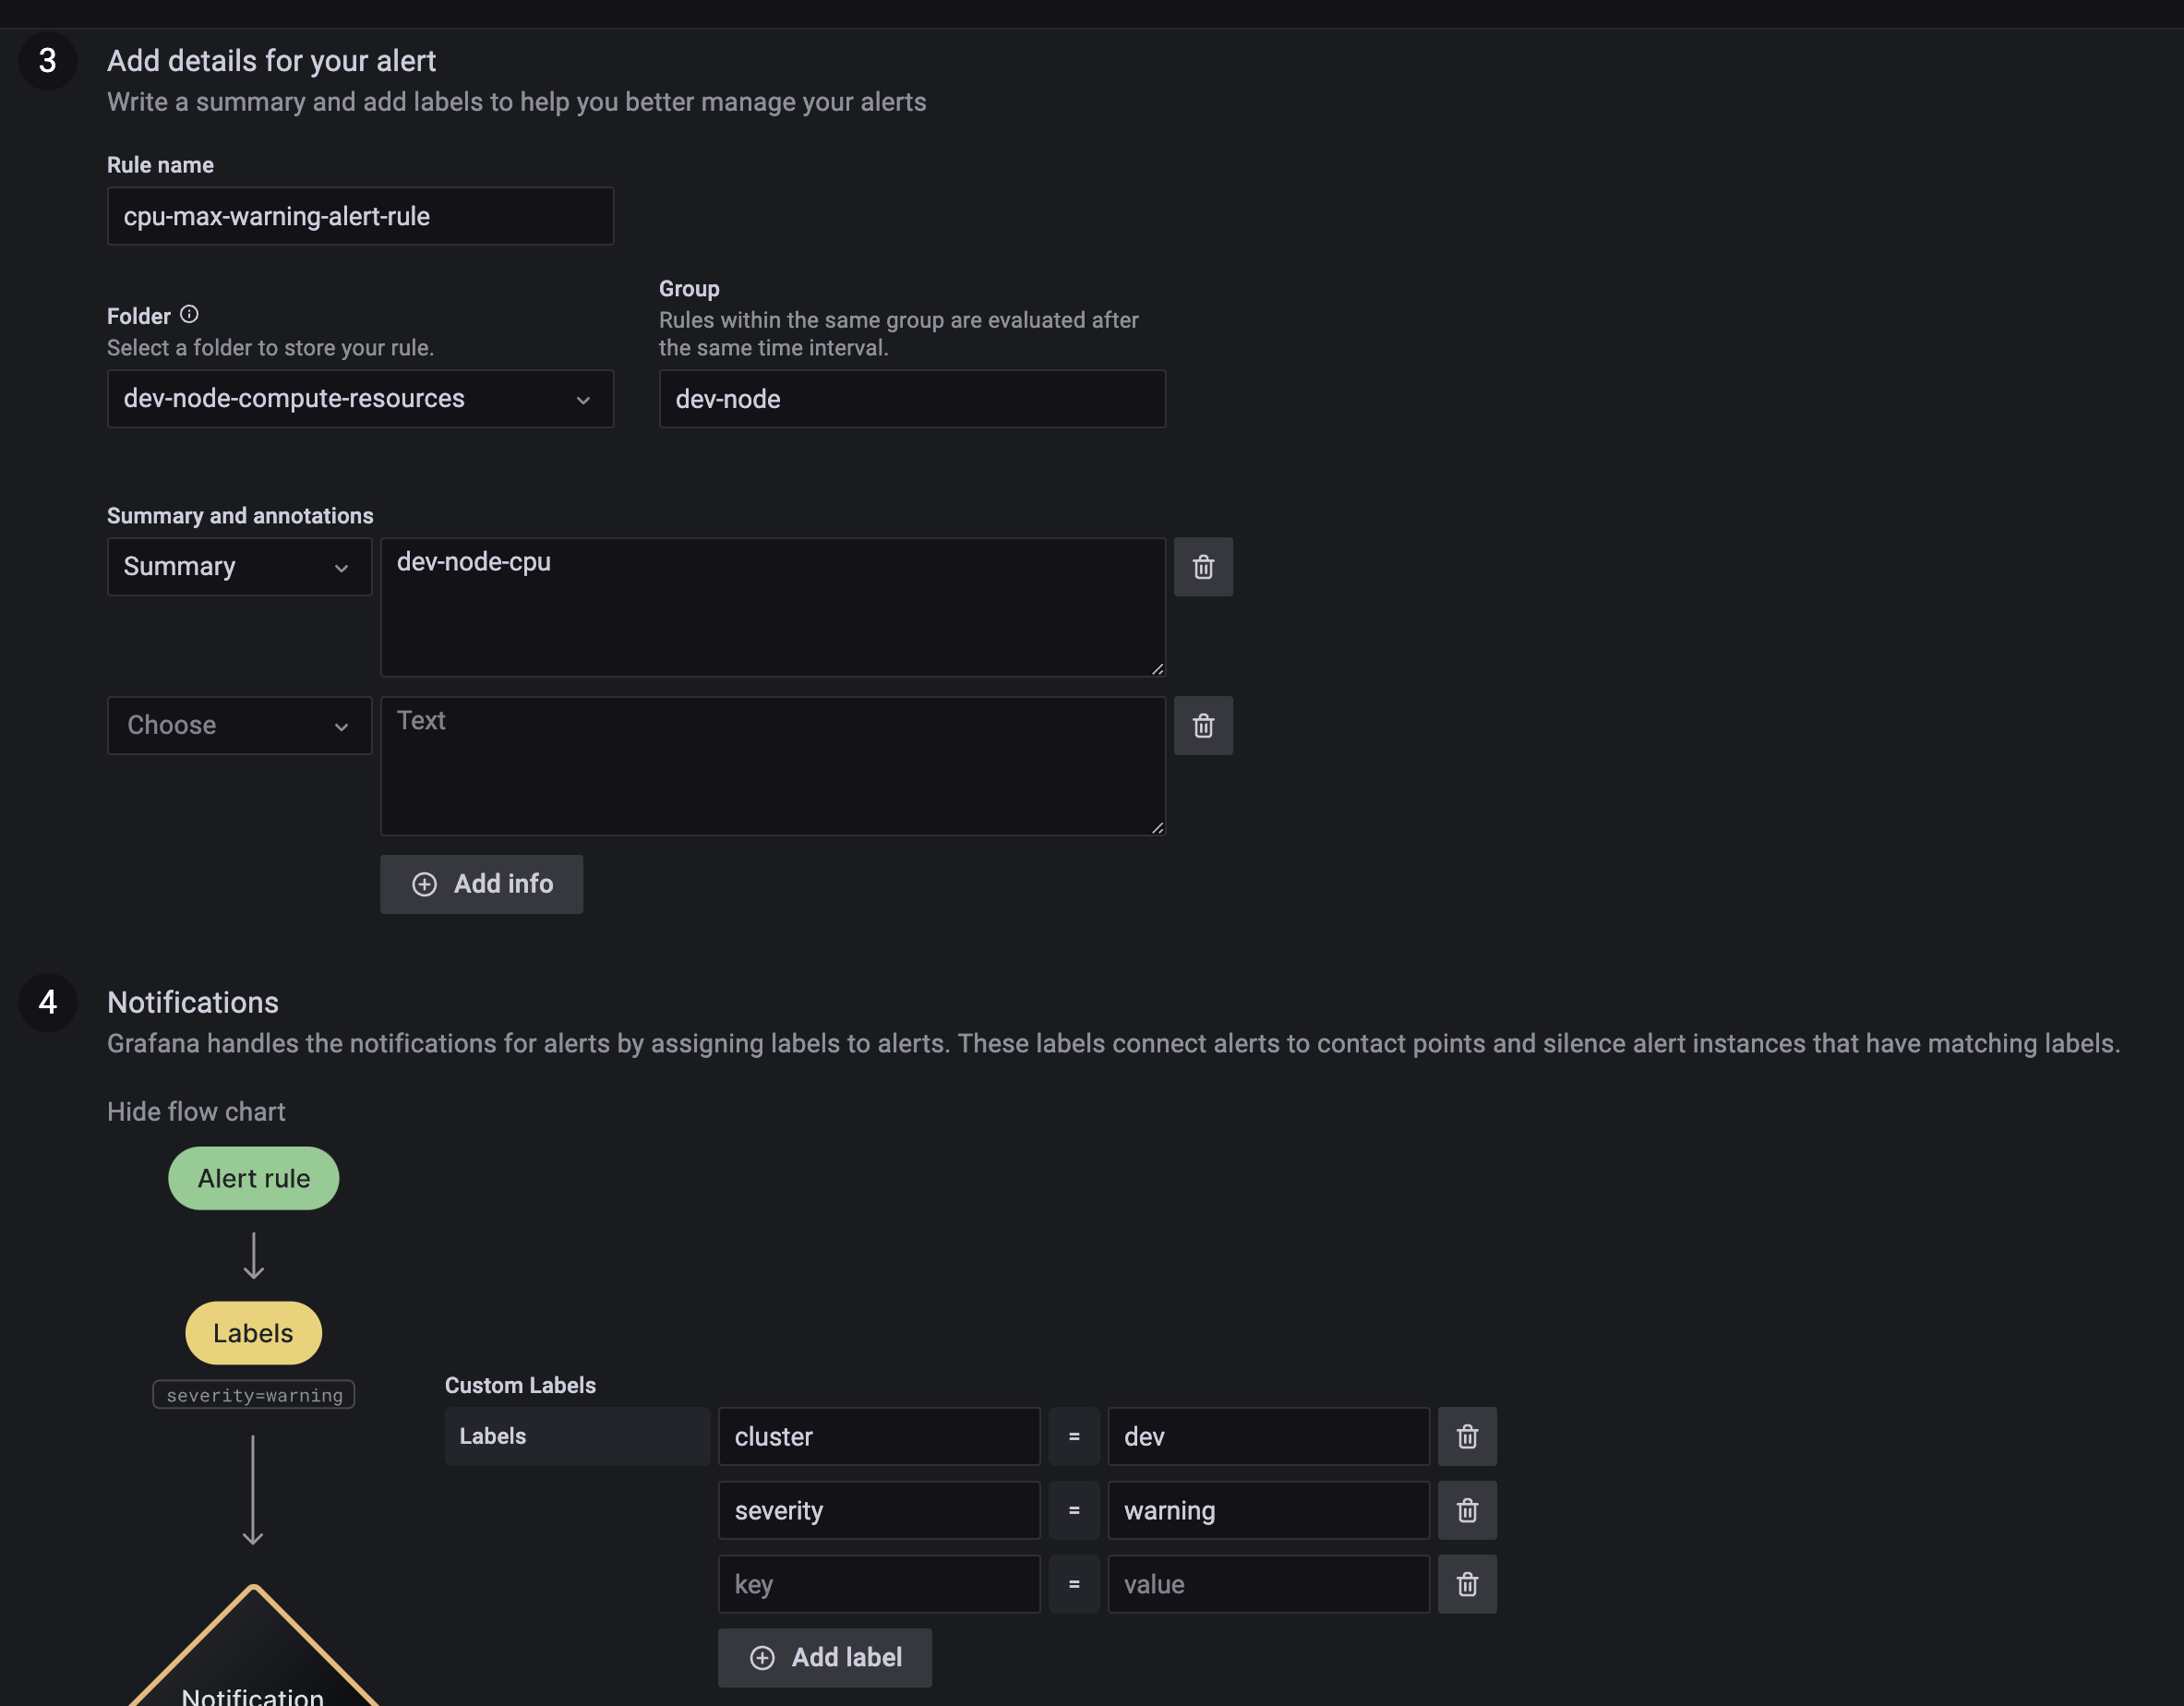 3
Add details for your alert
Write a summary and add labels to help you better manage your alerts
Rule name
cpu-max-warning-alert-rule
Folder
Select a folder to store your rule.
dev-node-compute-resources
Group
Rules within the same group are evaluated after
the same time interval.
dev-node
Summary and annotations
Summary
dev-node-cpu
Choose
Text
Add info
4
Notifications
Grafana handles the notifications for alerts by assigning labels to alerts. These labels connect alerts to contact points and silence alert instances that have matching labels.
Hide flow chart
Alert rule
Labels
severity=warning
Custom Labels
Labels
cluster = dev
severity = warning
key = value
Add label
Notification